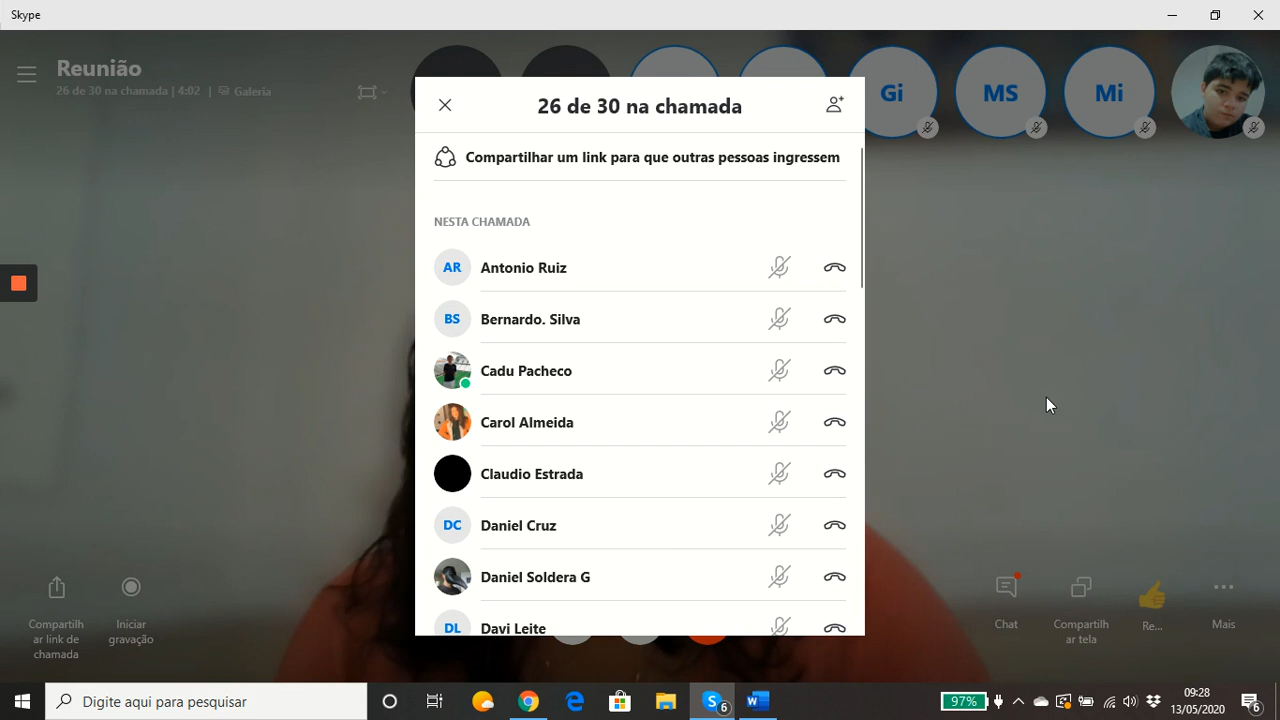 Skype
Reunião
26 de 30 na chamada | 4:02 | Galeria
Gi
MS
Mi
26 de 30 na chamada
Compartilhar um link para que outras pessoas ingressem
NESTA CHAMADA
AR Antonio Ruiz
BS Bernardo. Silva
Cadu Pacheco
Carol Almeida
Claudio Estrada
DC Daniel Cruz
Daniel Soldera G
DL Davi Leite
Compartilh
ar link de
chamada
Iniciar
gravação
Chat
Compartilh
ar tela
Re...
Mais
Digite aqui para pesquisar
6
97%
09:28
13/05/2020
6